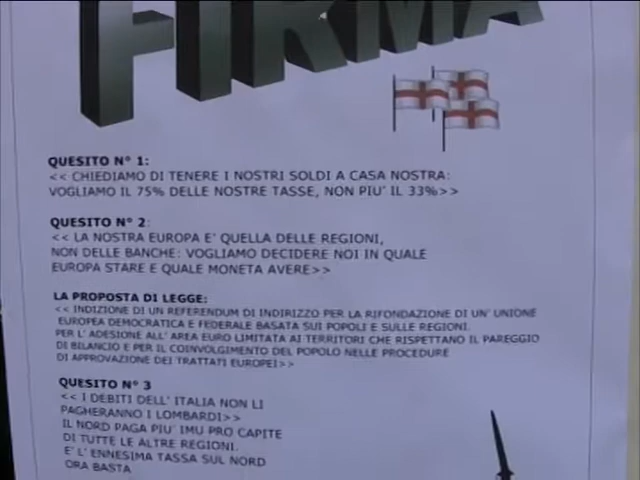 FIRMA
QUESITO N° 1:
<< CHIEDIAMO DI TENERE I NOSTRI SOLDI A CASA NOSTRA:
VOGLIAMO IL 75% DELLE NOSTRE TASSE, NON PIU' IL 33%>>
QUESITO N° 2:
<< LA NOSTRA EUROPA E' QUELLA DELLE REGIONI,
NON DELLE BANCHE: VOGLIAMO DECIDERE NOI IN QUALE
EUROPA STARE E QUALE MONETA AVERE>>
LA PROPOSTA DI LEGGE:
<< INDIZIONE DI UN REFERENDUM DI INDIRIZZO PER LA RIFONDAZIONE DI UN' UNIONE
EUROPEA DEMOCRATICA E FEDERALE BASATA SUI POPOLI E SULLE REGIONI.
PER L' ADESIONE ALL' AREA EURO LIMITATA AI TERRITORI CHE RISPETTANO IL PAREGGIO
DI BILANCIO E PER IL COINVOLGIMENTO DEL POPOLO NELLE PROCEDURE
DI APPROVAZIONE DEI TRATTATI EUROPEI>>
QUESITO N° 3
<< I DEBITI DELL' ITALIA NON LI
PAGHERANNO I LOMBARDI>>
IL NORD PAGA PIU' IMU PRO CAPITE
DI TUTTE LE ALTRE REGIONI.
E' L' ENNESIMA TASSA SUL NORD
ORA BASTA